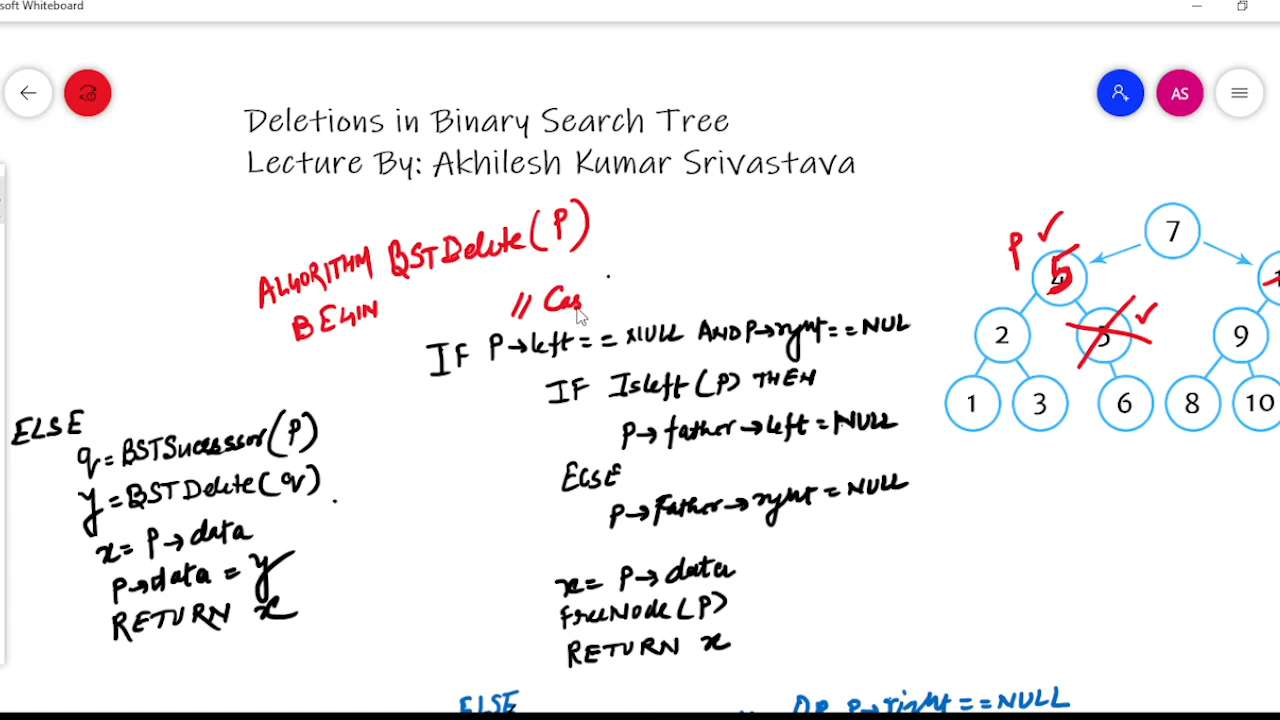 soft Whiteboard
AS
Deletions in Binary Search Tree
Lecture By: Akhilesh Kumar Srivastava
ALGORITHM BSTDelete(P)
BEGIN
// Cas
IF P→left == NULL AND P→right == NUL
IF Isleft(P) THEN
P→father→left = NULL
ELSE
P→Father→right = NULL
x = P→data
freeNode(P)
RETURN x
ELSE
q = BSTSucessor(P)
y = BSTDelete(q)
x = P→data
P→data = y
RETURN x
ELSE
OR P→right == NULL
P
7
5
2
9
1
3
6
8
10